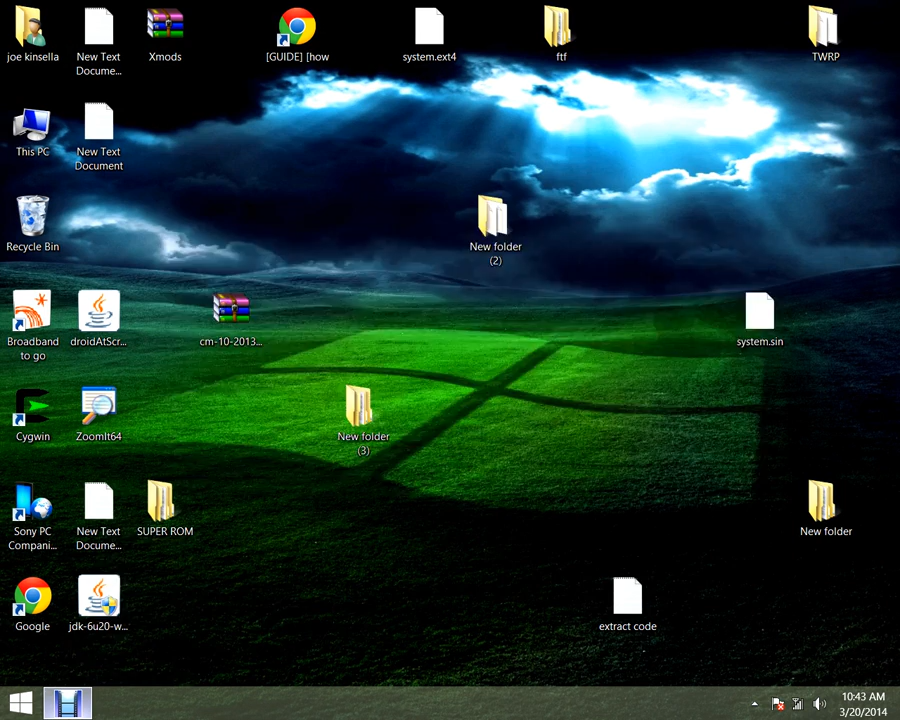 joe kinsella
New Text
Docume...
Xmods
[GUIDE] [how
system.ext4
ftf
TWRP
This PC
New Text
Document
Recycle Bin
New folder
(2)
Broadband
to go
droidAtScr...
cm-10-2013...
system.sin
Cygwin
ZoomIt64
New folder
(3)
Sony PC
Compani...
New Text
Docume...
SUPER ROM
New folder
Google
jdk-6u20-w...
extract code
10:43 AM
3/20/2014